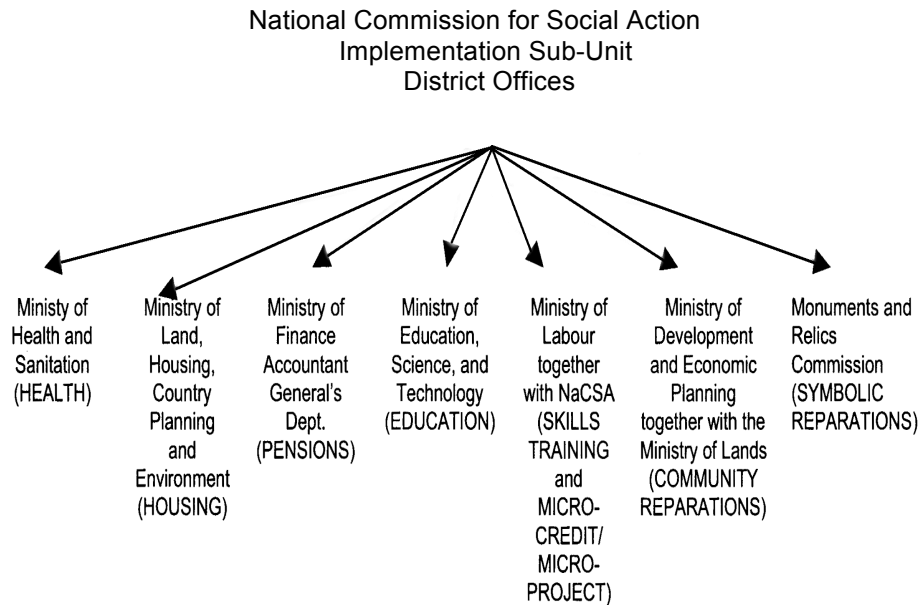 National Commission for Social Action
Implementation Sub-Unit
District Offices
Ministy of
Health and
Sanitation
(HEALTH)
Ministry of
Land,
Housing,
Country
Planning
and
Environment
(HOUSING)
Ministry of
Finance
Accountant
General's
Dept.
(PENSIONS)
Ministry of
Education,
Science, and
Technology
(EDUCATION)
Ministry of
Labour
together
with NaCSA
(SKILLS
TRAINING
and
MICRO-
CREDIT/
MICRO-
PROJECT)
Ministry of
Development
and Economic
Planning
together with the
Ministry of Lands
(COMMUNITY
REPARATIONS)
Monuments and
Relics
Commission
(SYMBOLIC
REPARATIONS)